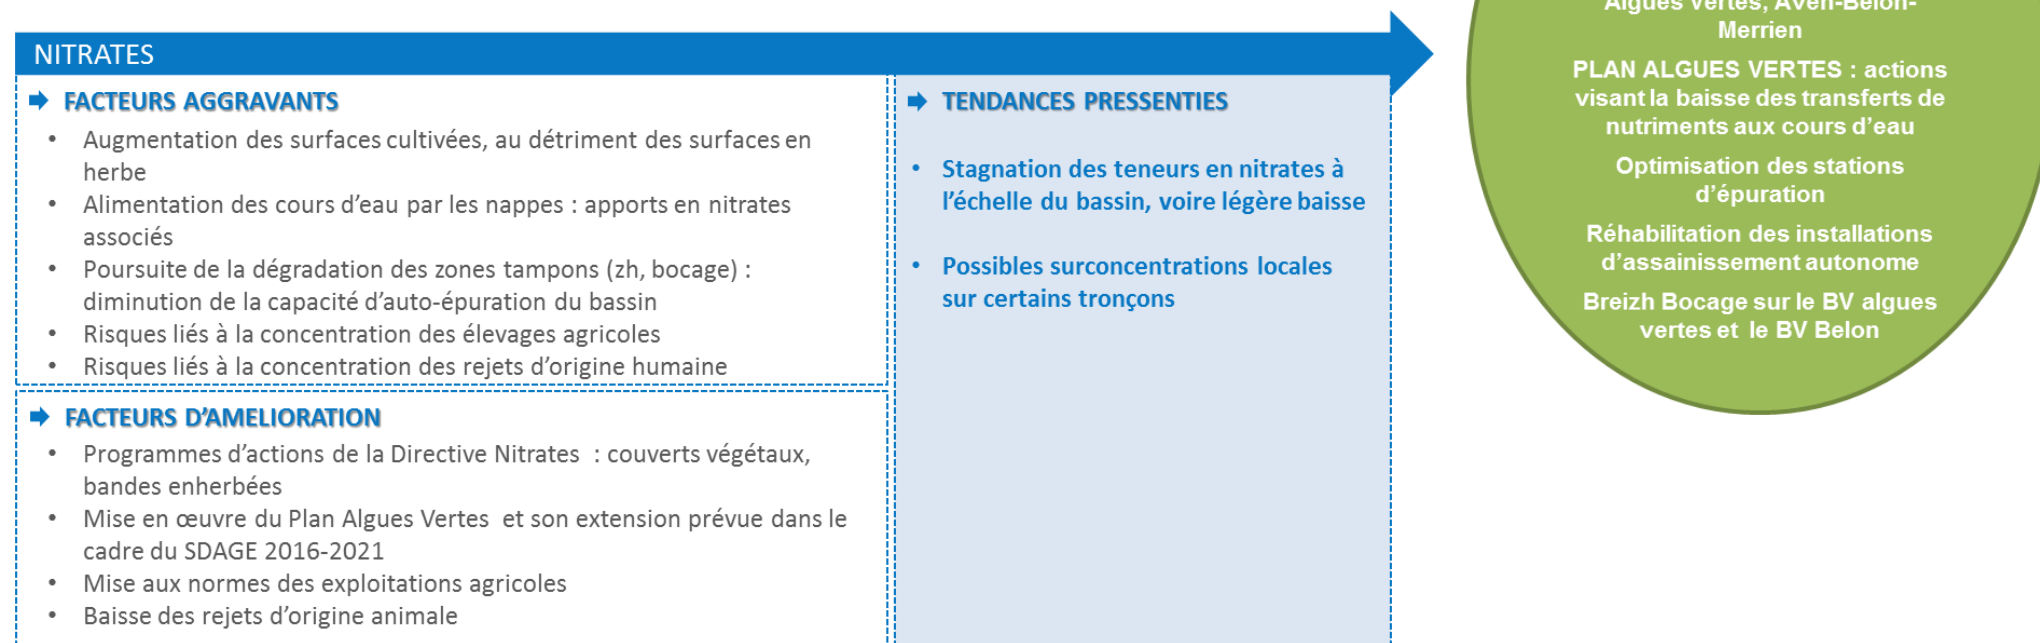 NITRATES
FACTEURS AGGRAVANTS
• Augmentation des surfaces cultivées, au détriment des surfaces en
herbe
• Alimentation des cours d’eau par les nappes : apports en nitrates
associés
• Poursuite de la dégradation des zones tampons (zh, bocage) :
diminution de la capacité d’auto-épuration du bassin
• Risques liés à la concentration des élevages agricoles
• Risques liés à la concentration des rejets d’origine humaine
FACTEURS D’AMELIORATION
• Programmes d’actions de la Directive Nitrates : couverts végétaux,
bandes enherbées
• Mise en œuvre du Plan Algues Vertes et son extension prévue dans le
cadre du SDAGE 2016-2021
• Mise aux normes des exploitations agricoles
• Baisse des rejets d’origine animale
TENDANCES PRESSENTIES
• Stagnation des teneurs en nitrates à
l’échelle du bassin, voire légère baisse
• Possibles surconcentrations locales
sur certains tronçons
Algues Vertes, Aven-Belon-
Merrien
PLAN ALGUES VERTES : actions
visant la baisse des transferts de
nutriments aux cours d’eau
Optimisation des stations
d’épuration
Réhabilitation des installations
d’assainissement autonome
Breizh Bocage sur le BV algues
vertes et le BV Belon